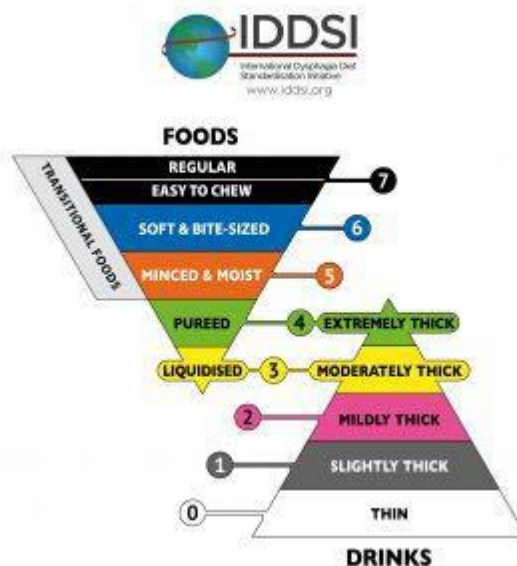 IDDSI
International Dysphagia Diet
Standardisation Initiative
www.iddsi.org
FOODS
TRANSITIONAL FOODS
REGULAR
EASY TO CHEW
7
SOFT & BITE-SIZED
6
MINCED & MOIST
5
PUREED
4
EXTREMELY THICK
LIQUIDISED
3
MODERATELY THICK
2
MILDLY THICK
1
SLIGHTLY THICK
0
THIN
DRINKS